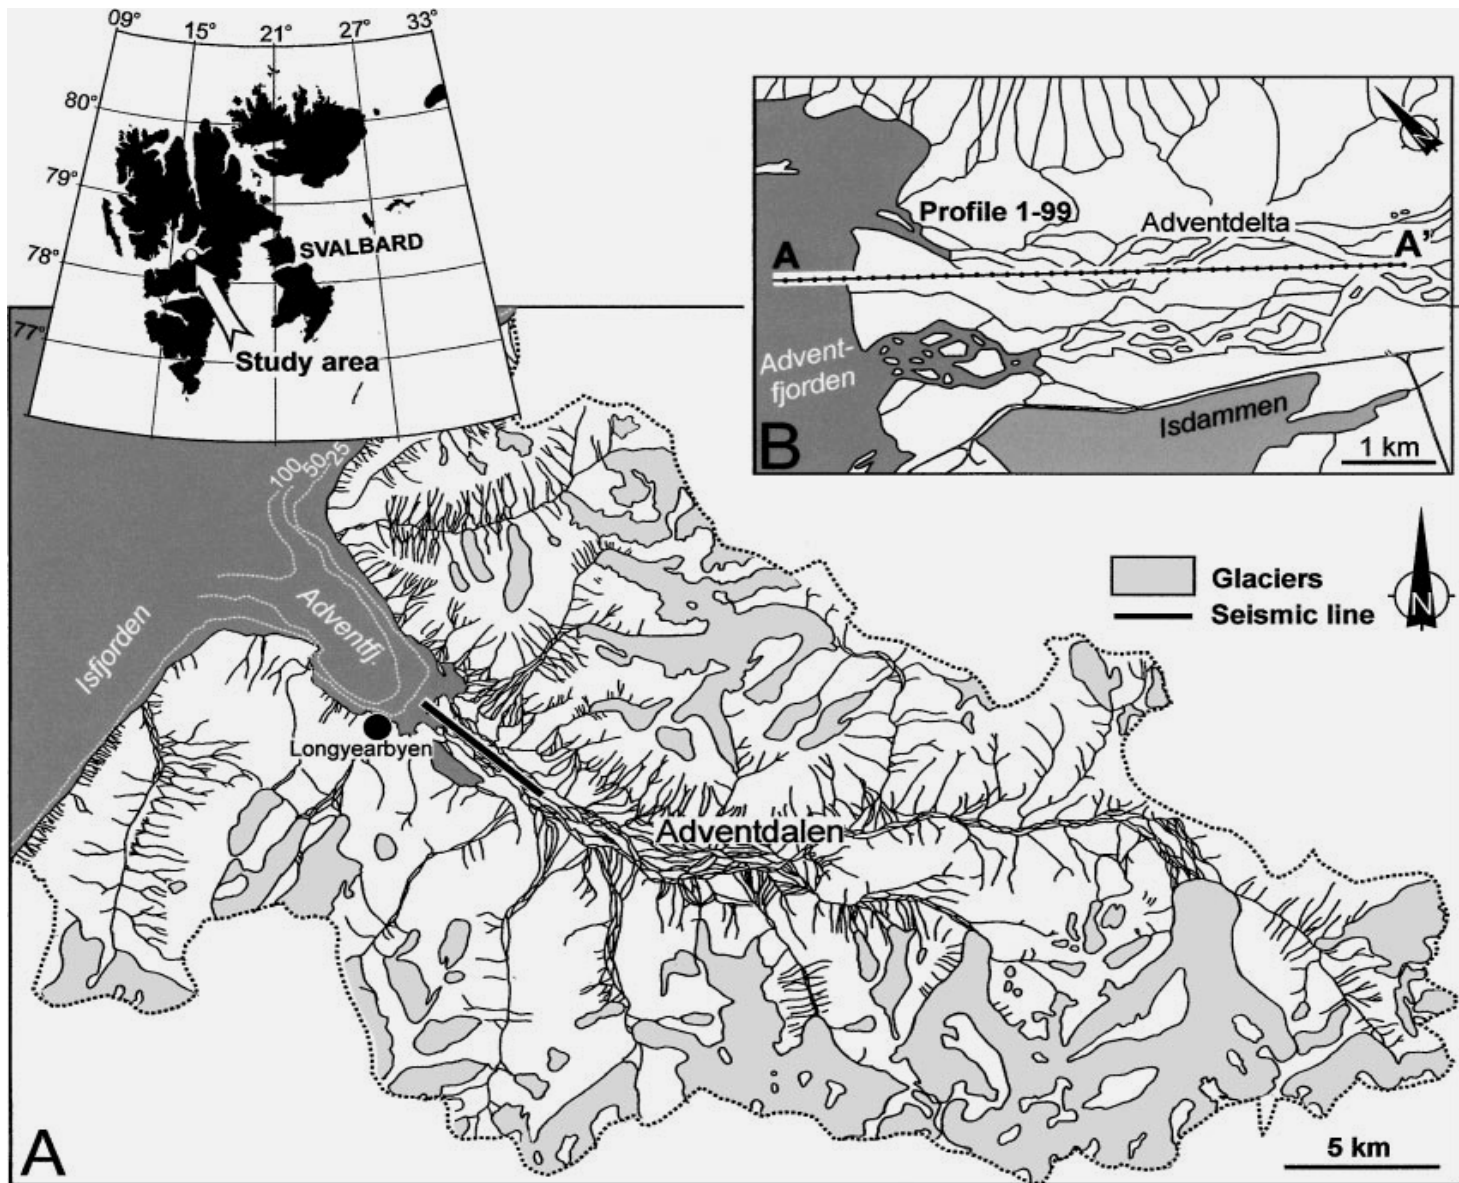 09°
15°
21°
27°
33°
80°
79°
78°
77°
SVALBARD
Study area
Profile 1-99
Adventdelta
A
A'
Advent-
fjorden
Isdammen
B
1 km
N
100
50
25
Isfjorden
Adventfj.
Longyearbyen
Adventdalen
Glaciers
Seismic line
N
A
5 km